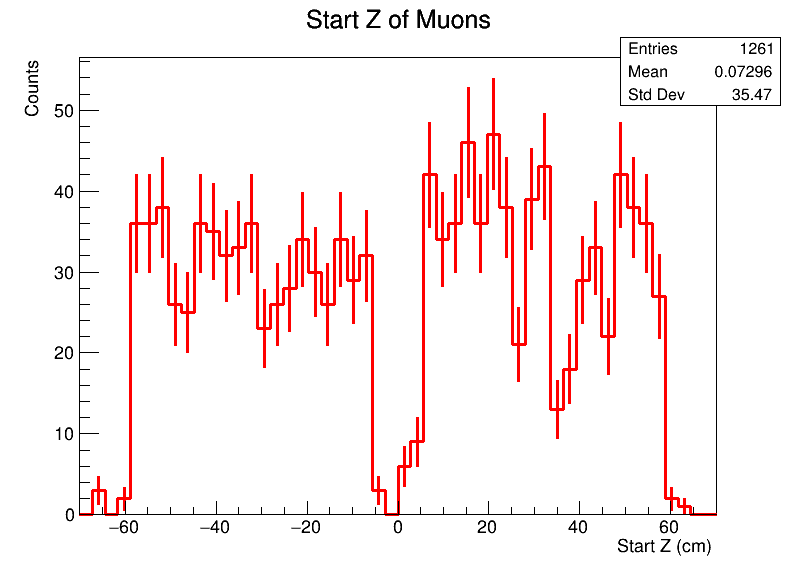 Start Z of Muons
Entries 1261
Mean 0.07296
Std Dev 35.47
Counts
50
40
30
20
10
0
−60 −40 −20 0 20 40 60
Start Z (cm)